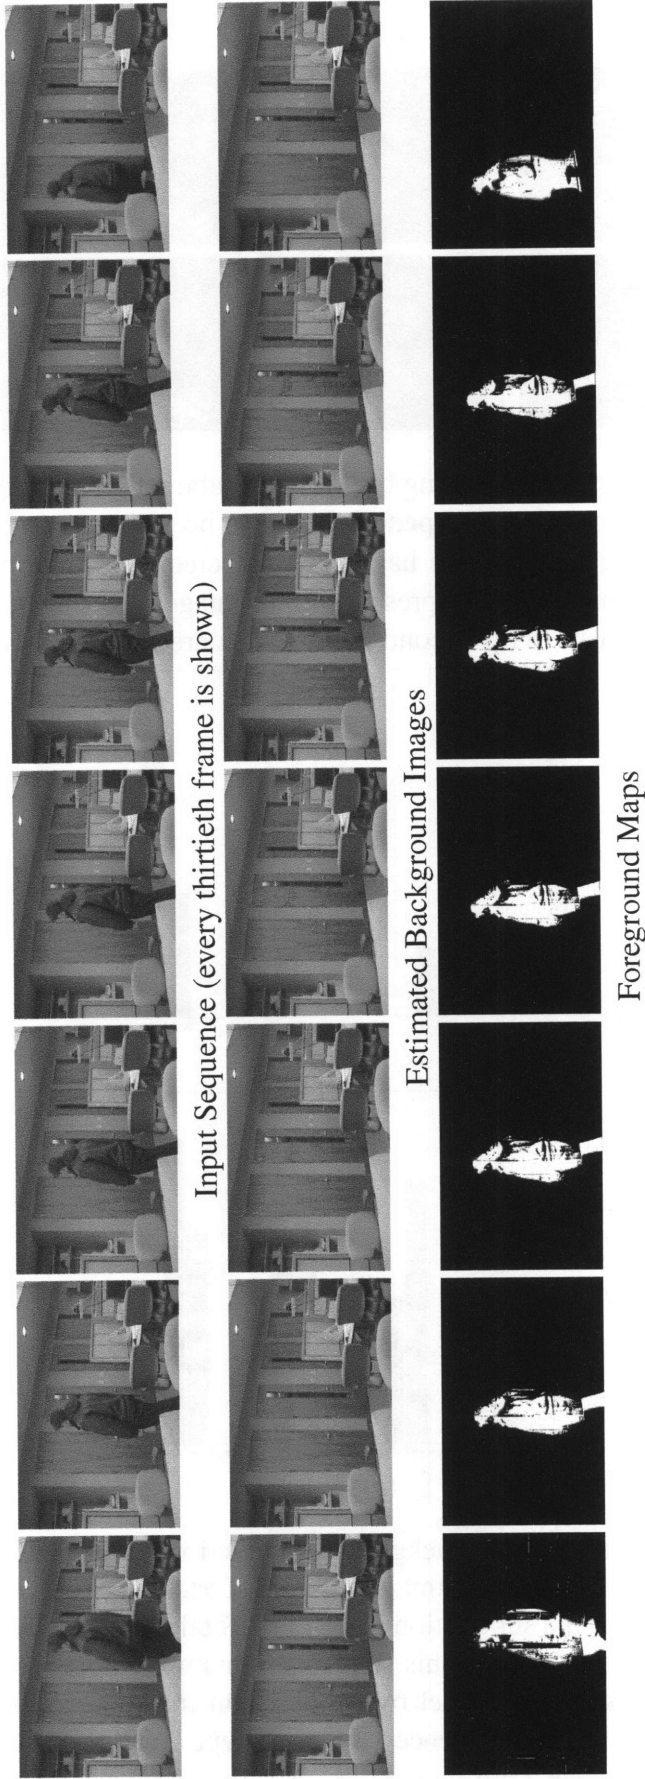 Input Sequence (every thirtieth frame is shown)
Estimated Background Images
Foreground Maps